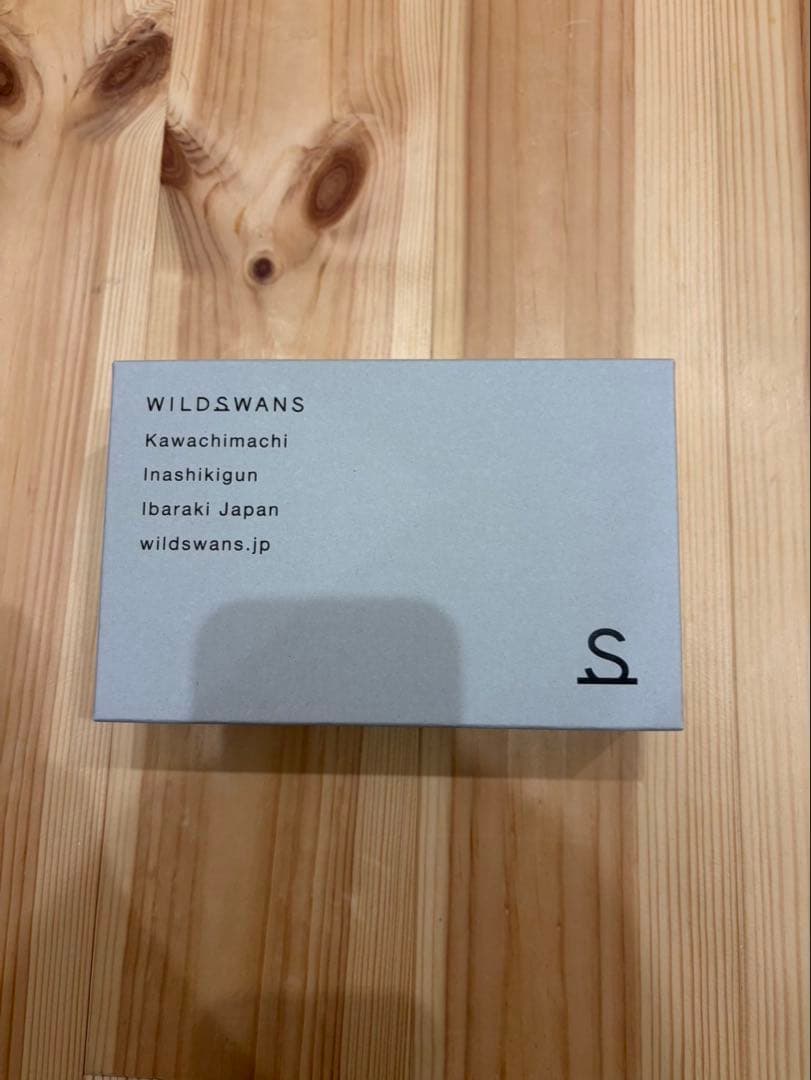 WILDSWANS
Kawachimachi
Inashikigun
Ibaraki Japan
wildswans.jp
S